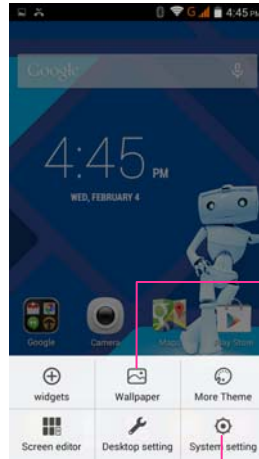 G 4:45 PM
Google
4:45 PM
WED, FEBRUARY 4
Google Camera Maps Play Store
widgets Wallpaper More Theme
Screen editor Desktop setting System setting